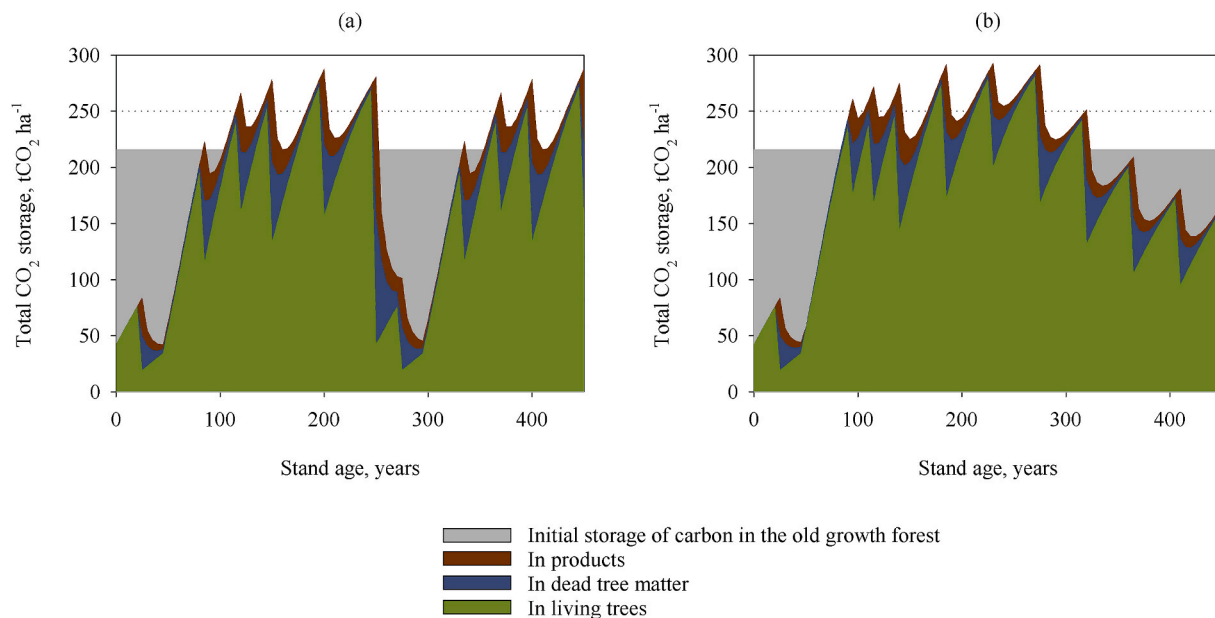 (a)
(b)
Total CO₂ storage, tCO₂ ha⁻¹
300
250
200
150
100
50
0
0 100 200 300 400
Stand age, years
Total CO₂ storage, tCO₂ ha⁻¹
300
250
200
150
100
50
0
0 100 200 300 400
Stand age, years
Initial storage of carbon in the old growth forest
In products
In dead tree matter
In living trees